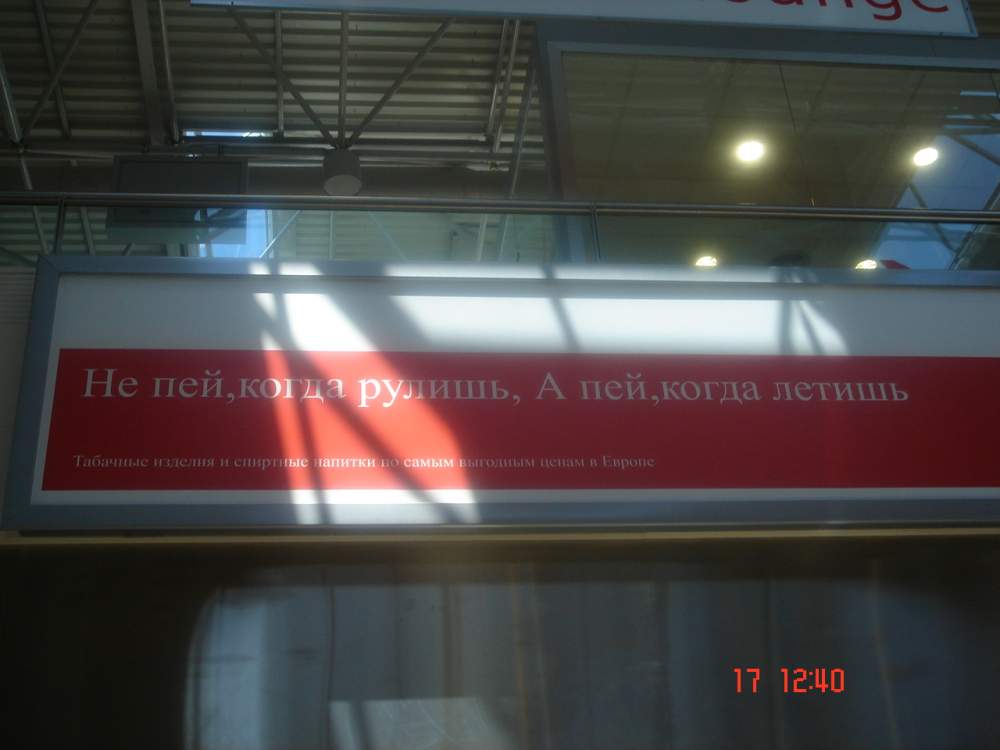 Не пей,когда рулишь, А пей,когда летишь
Табачные изделия и спиртные напитки по самым выгодным ценам в Европе
17 12:40